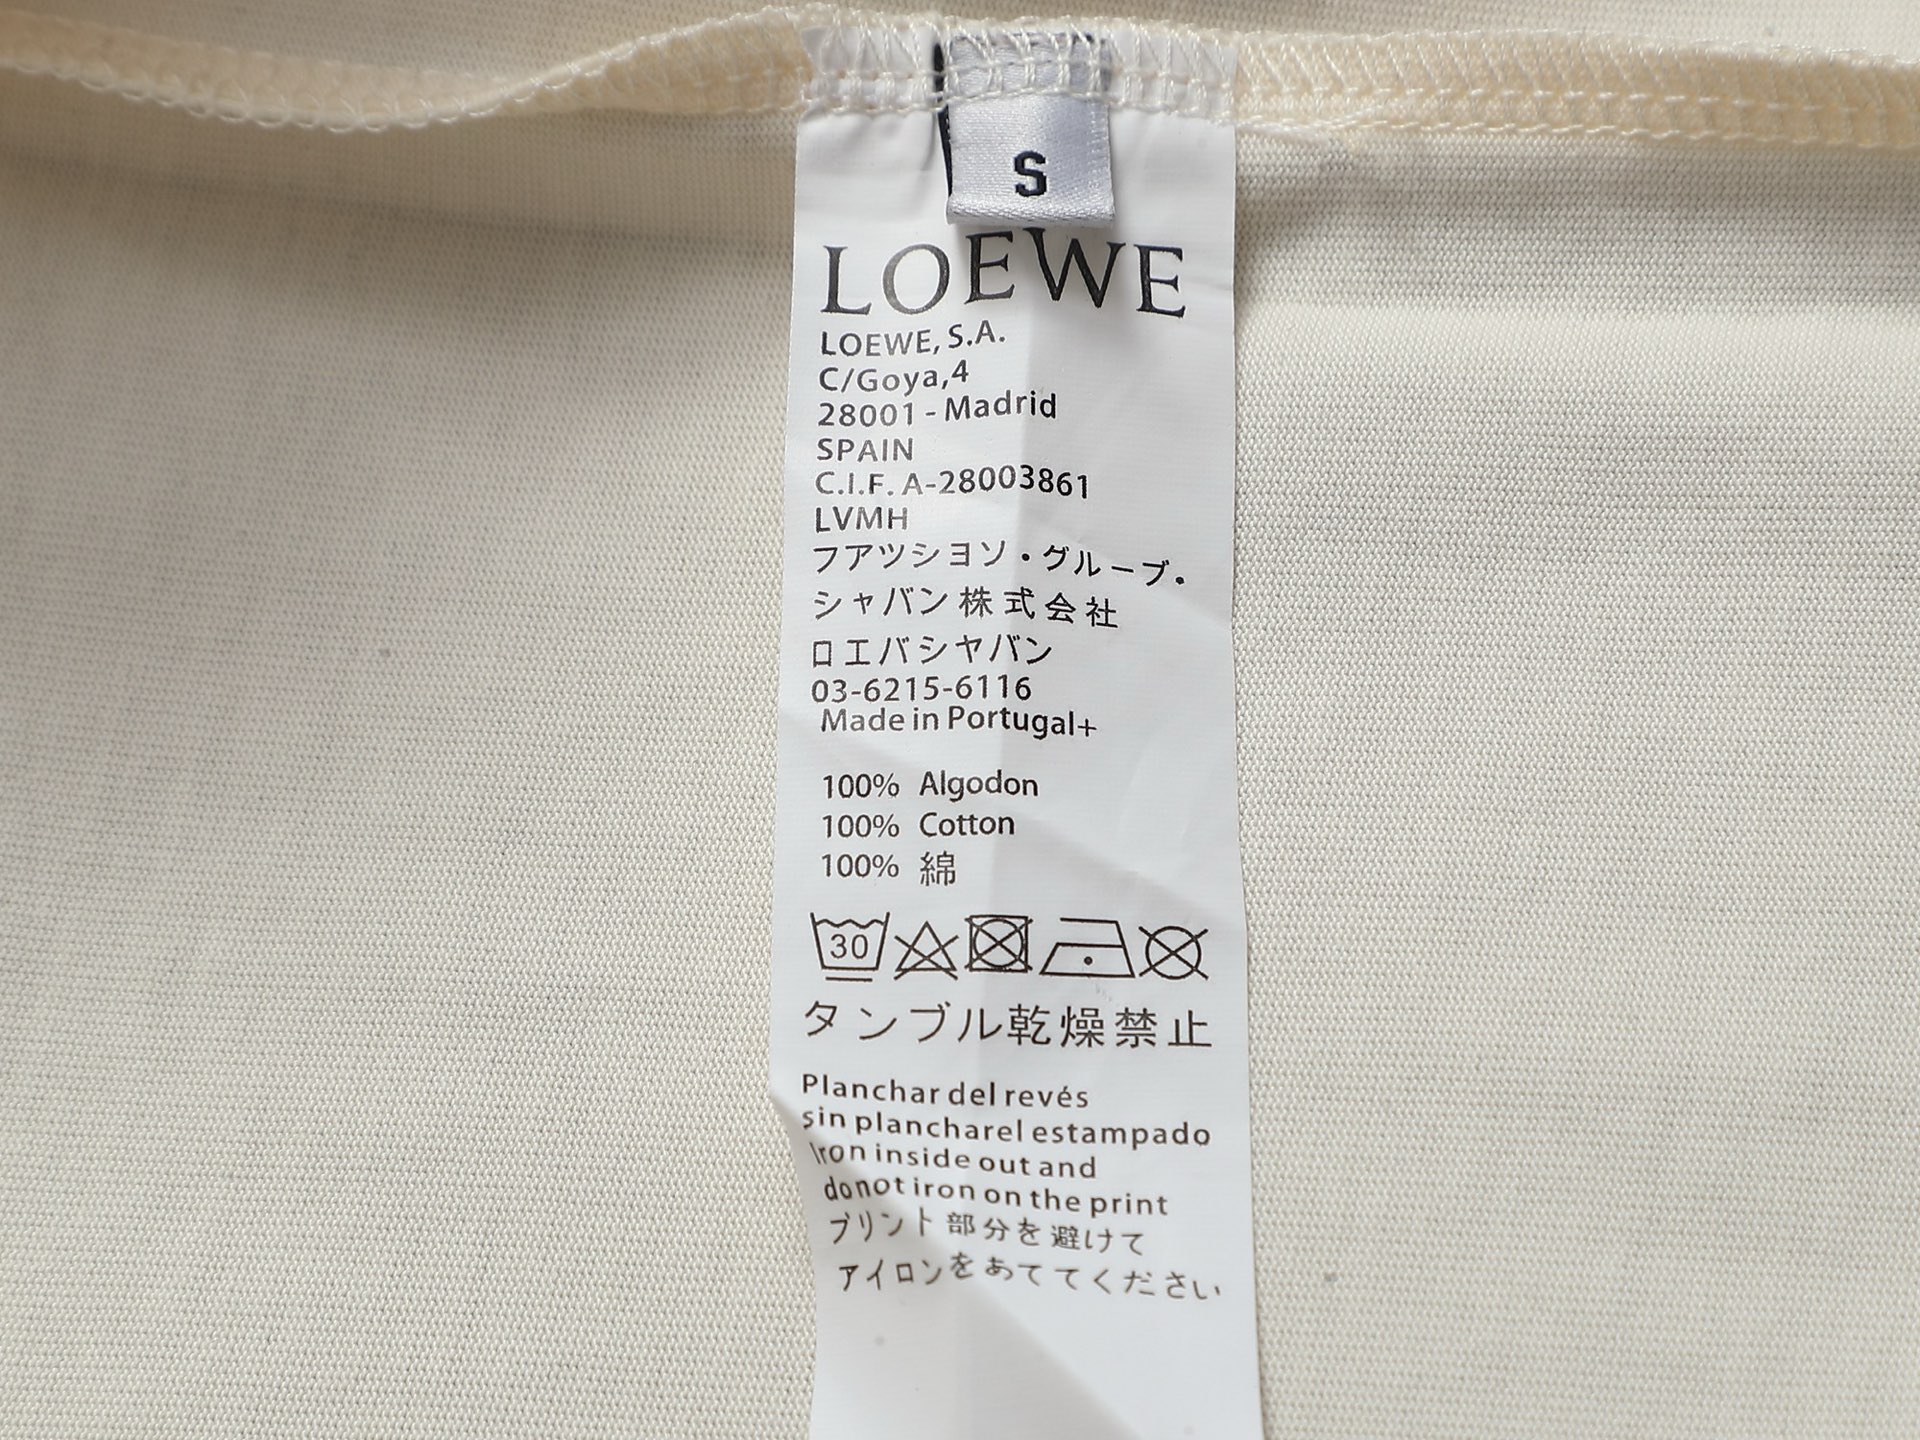 S
LOEWE
LOEWE, S.A.
C/Goya,4
28001 - Madrid
SPAIN
C.I.F. A-28003861
LVMH
フアツシヨソ・グループ.
シャバン株式会社
ロエバシヤバン
03-6215-6116
Made in Portugal+
100% Algodon
100% Cotton
100% 綿
30
タンブル乾燥禁止
Planchar del revés
sin plancharel estampado
Iron inside out and
do not iron on the print
プリント部分を避けて
アイロンをあててください